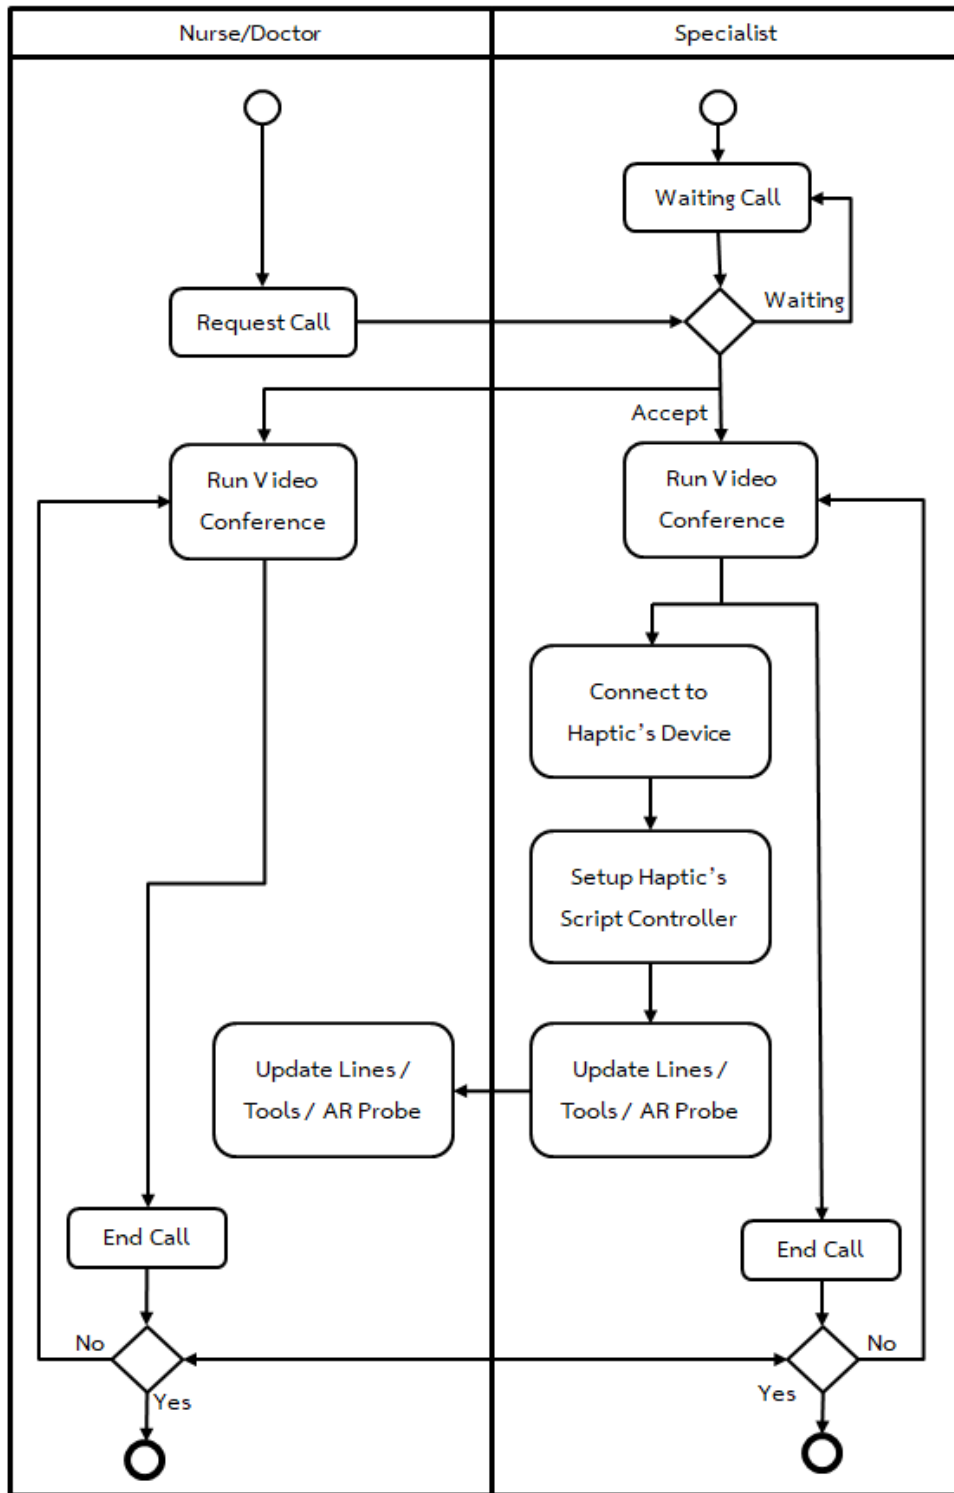 Nurse/Doctor
Specialist
Waiting Call
Waiting
Request Call
Accept
Run Video
Conference
Run Video
Conference
Connect to
Haptic's Device
Setup Haptic's
Script Controller
Update Lines /
Tools / AR Probe
Update Lines /
Tools / AR Probe
End Call
End Call
No
No
Yes
Yes